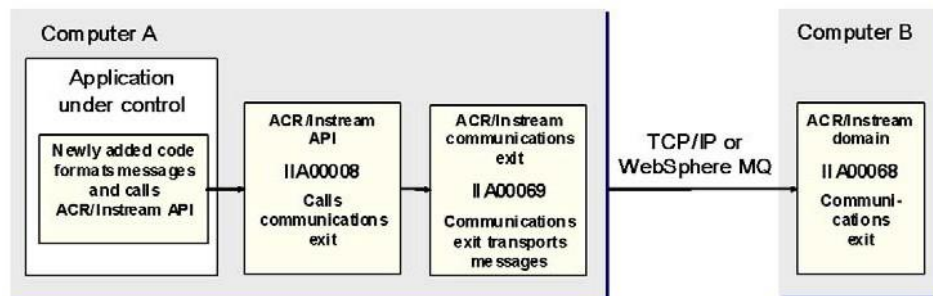 Computer A
Application
under control
Newly added code
formats messages
and calls
ACR/Instream API
ACR/Instream
API
IIA00008
Calls
communications
exit
ACR/Instream
communications
exit
IIA00069
Communications
exit transports
messages
TCP/IP or
WebSphere MQ
Computer B
ACR/Instream
domain
IIA00068
Communi-
cations
exit